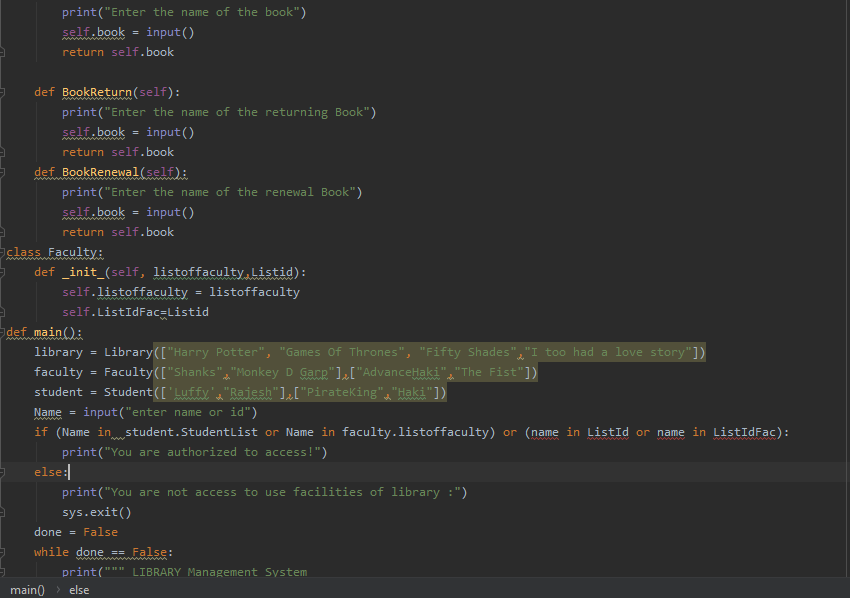 print("Enter the name of the book")
self.book = input()
return self.book
def BookReturn(self):
print("Enter the name of the returning Book")
self.book = input()
return self.book
def BookRenewal(self):
print("Enter the name of the renewal Book")
self.book = input()
return self.book
class Faculty:
def _init_(self, listoffaculty,Listid):
self.listoffaculty = listoffaculty
self.ListIdFac=Listid
def main():
library = Library(["Harry Potter", "Games Of Thrones", "Fifty Shades","I too had a love story"])
faculty = Faculty(["Shanks","Monkey D Garp"],["AdvanceHaki","The Fist"])
student = Student(['Luffy',"Rajesh"],["PirateKing","Haki"])
Name = input("enter name or id")
if (Name in  student.StudentList or Name in faculty.listoffaculty) or (name in ListId or name in ListIdFac):
print("You are authorized to access!")
else:
print("You are not access to use facilities of library :")
sys.exit()
done = False
while done == False:
print(""" LIBRARY Management System
main() › else